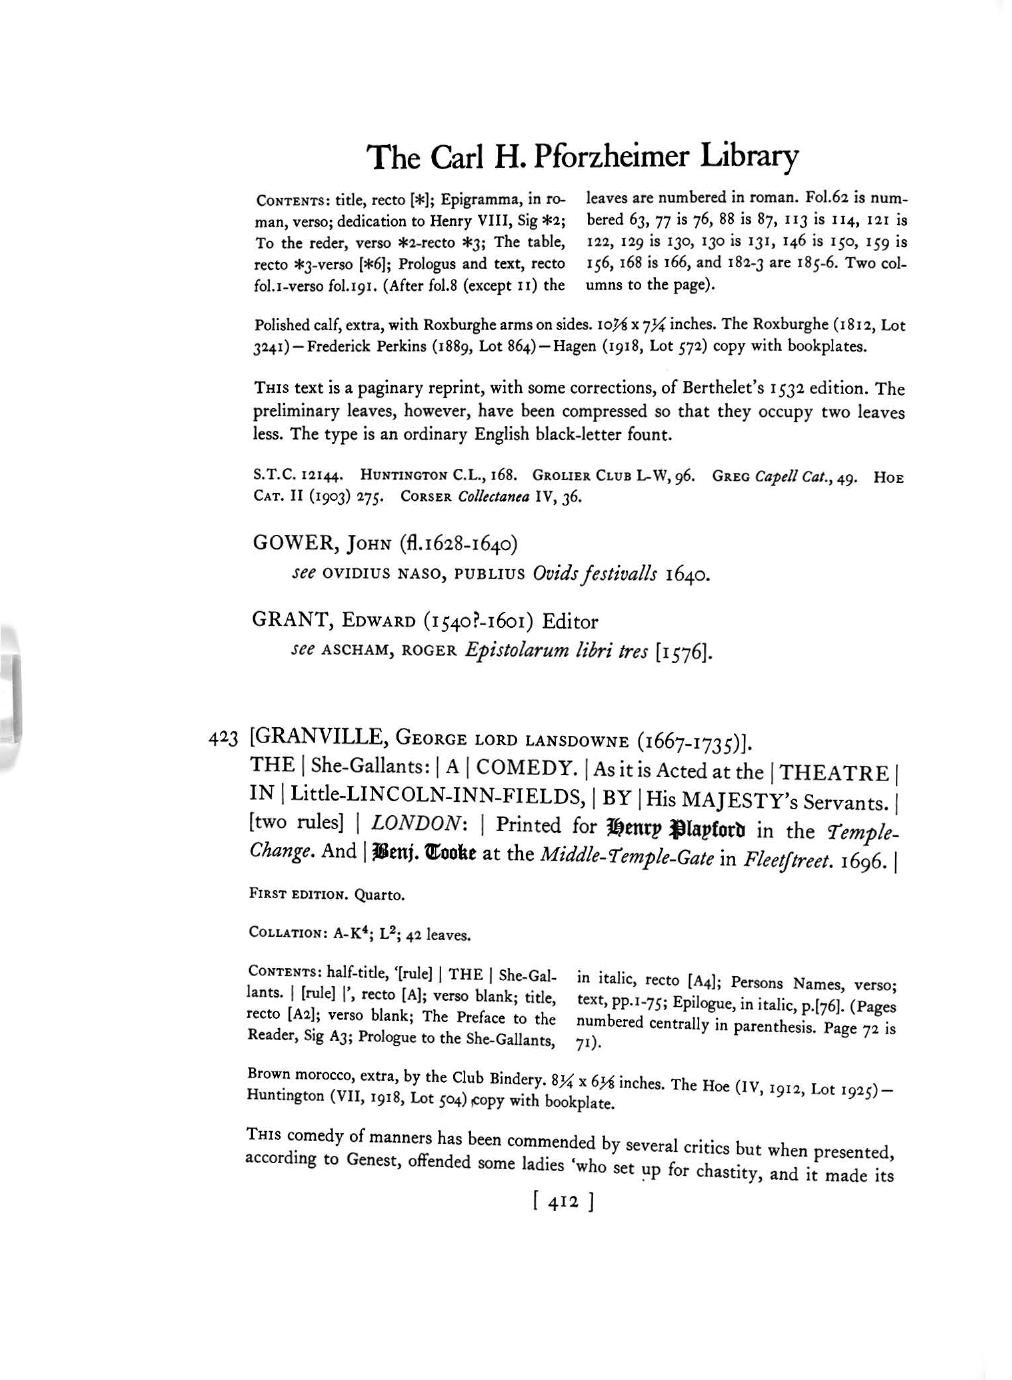 The Carl H. Pforzheimer Library
CONTENTS: title, recto [*]; Epigramma, in ro-
man, verso; dedication to Henry VIII, Sig *2;
To the reder, verso *2-recto *3; The table,
recto *3-verso [*6]; Prologus and text, recto
fol.1-verso fol.191. (After fol.8 (except 11) the
leaves are numbered in roman. Fol.62 is num-
bered 63, 77 is 76, 88 is 87, 113 is 114, 121 is
122, 129 is 130, 130 is 131, 146 is 150, 159 is
156, 168 is 166, and 182-3 are 185-6. Two col-
umns to the page).
Polished calf, extra, with Roxburghe arms on sides. 10⅞ x 7¼ inches. The Roxburghe (1812, Lot
3241)—Frederick Perkins (1889, Lot 864)—Hagen (1918, Lot 572) copy with bookplates.
THIS text is a paginary reprint, with some corrections, of Berthelet's 1532 edition. The
preliminary leaves, however, have been compressed so that they occupy two leaves
less. The type is an ordinary English black-letter fount.
S.T.C. 12144. HUNTINGTON C.L., 168. GROLIER CLUB L-W, 96. GREG Capell Cat., 49. HOE
CAT. II (1903) 275. CORSER Collectanea IV, 36.
GOWER, JOHN (fl.1628-1640)
see OVIDIUS NASO, PUBLIUS Ovids festivalls 1640.
GRANT, EDWARD (1540?-1601) Editor
see ASCHAM, ROGER Epistolarum libri tres [1576].
423 [GRANVILLE, GEORGE LORD LANSDOWNE (1667-1735)].
THE | She-Gallants: | A | COMEDY. | As it is Acted at the | THEATRE |
IN | Little-LINCOLN-INN-FIELDS, | BY | His MAJESTY's Servants. |
[two rules] | LONDON: | Printed for Henry Playford in the Temple-
Change. And | Benj. Tooke at the Middle-Temple-Gate in Fleetſtreet. 1696. |
FIRST EDITION. Quarto.
COLLATION: A-K⁴; L²; 42 leaves.
CONTENTS: half-title, '[rule] | THE | She-Gal-
lants. | [rule] |', recto [A]; verso blank; title,
recto [A2]; verso blank; The Preface to the
Reader, Sig A3; Prologue to the She-Gallants,
in italic, recto [A4]; Persons Names, verso;
text, pp.1-75; Epilogue, in italic, p.[76]. (Pages
numbered centrally in parenthesis. Page 72 is
71).
Brown morocco, extra, by the Club Bindery. 8¼ x 6⅛ inches. The Hoe (IV, 1912, Lot 1925)—
Huntington (VII, 1918, Lot 504) copy with bookplate.
THIS comedy of manners has been commended by several critics but when presented,
according to Genest, offended some ladies 'who set up for chastity, and it made its
[ 412 ]